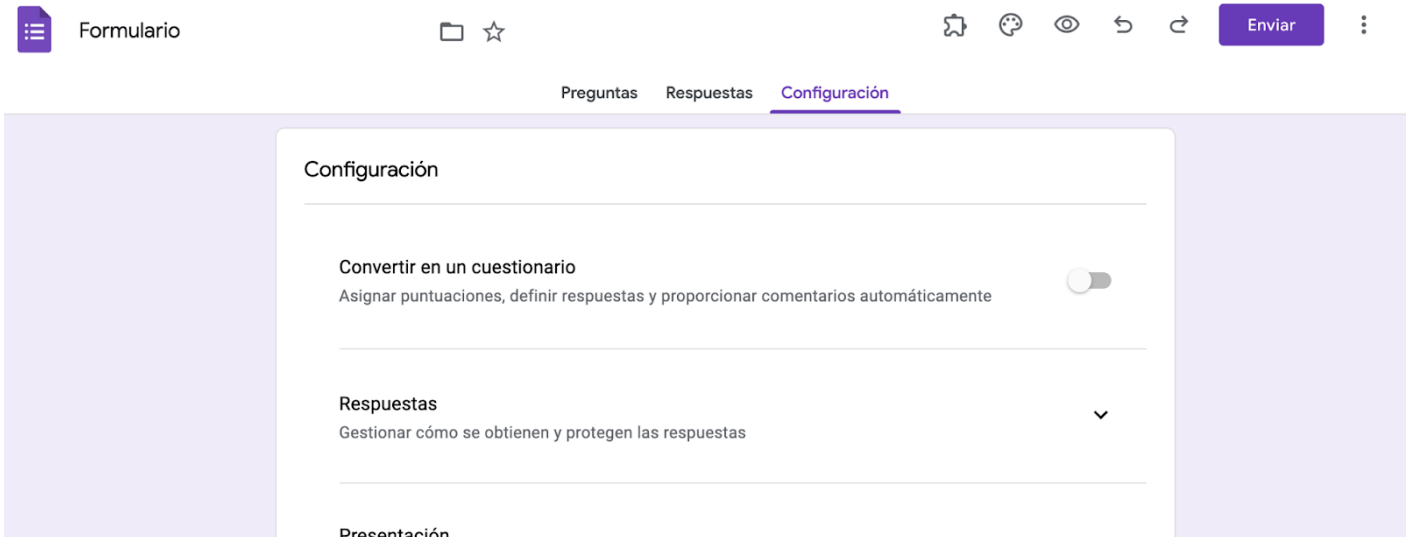 Formulario
Enviar
Preguntas Respuestas Configuración
Configuración
Convertir en un cuestionario
Asignar puntuaciones, definir respuestas y proporcionar comentarios automáticamente
Respuestas
Gestionar cómo se obtienen y protegen las respuestas
Presentación